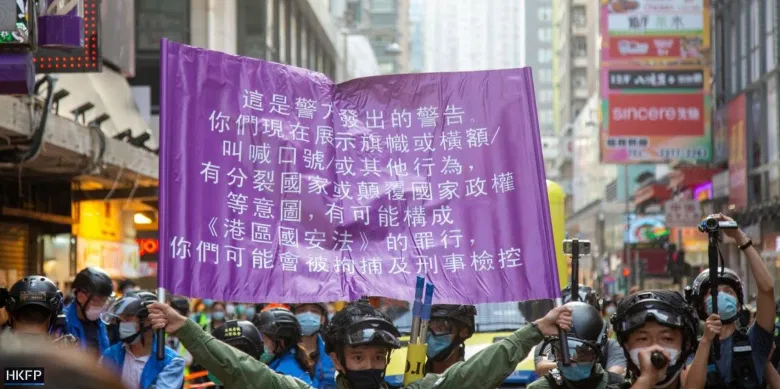 這是警方發出的警告。
你們現在展示旗幟或橫額/
叫喊口號/或其他行為，
有分裂國家或顛覆國家政權
等意圖，有可能構成
《港區國安法》的罪行，
你們可能會被拘捕及刑事檢控
sincere
HKFP